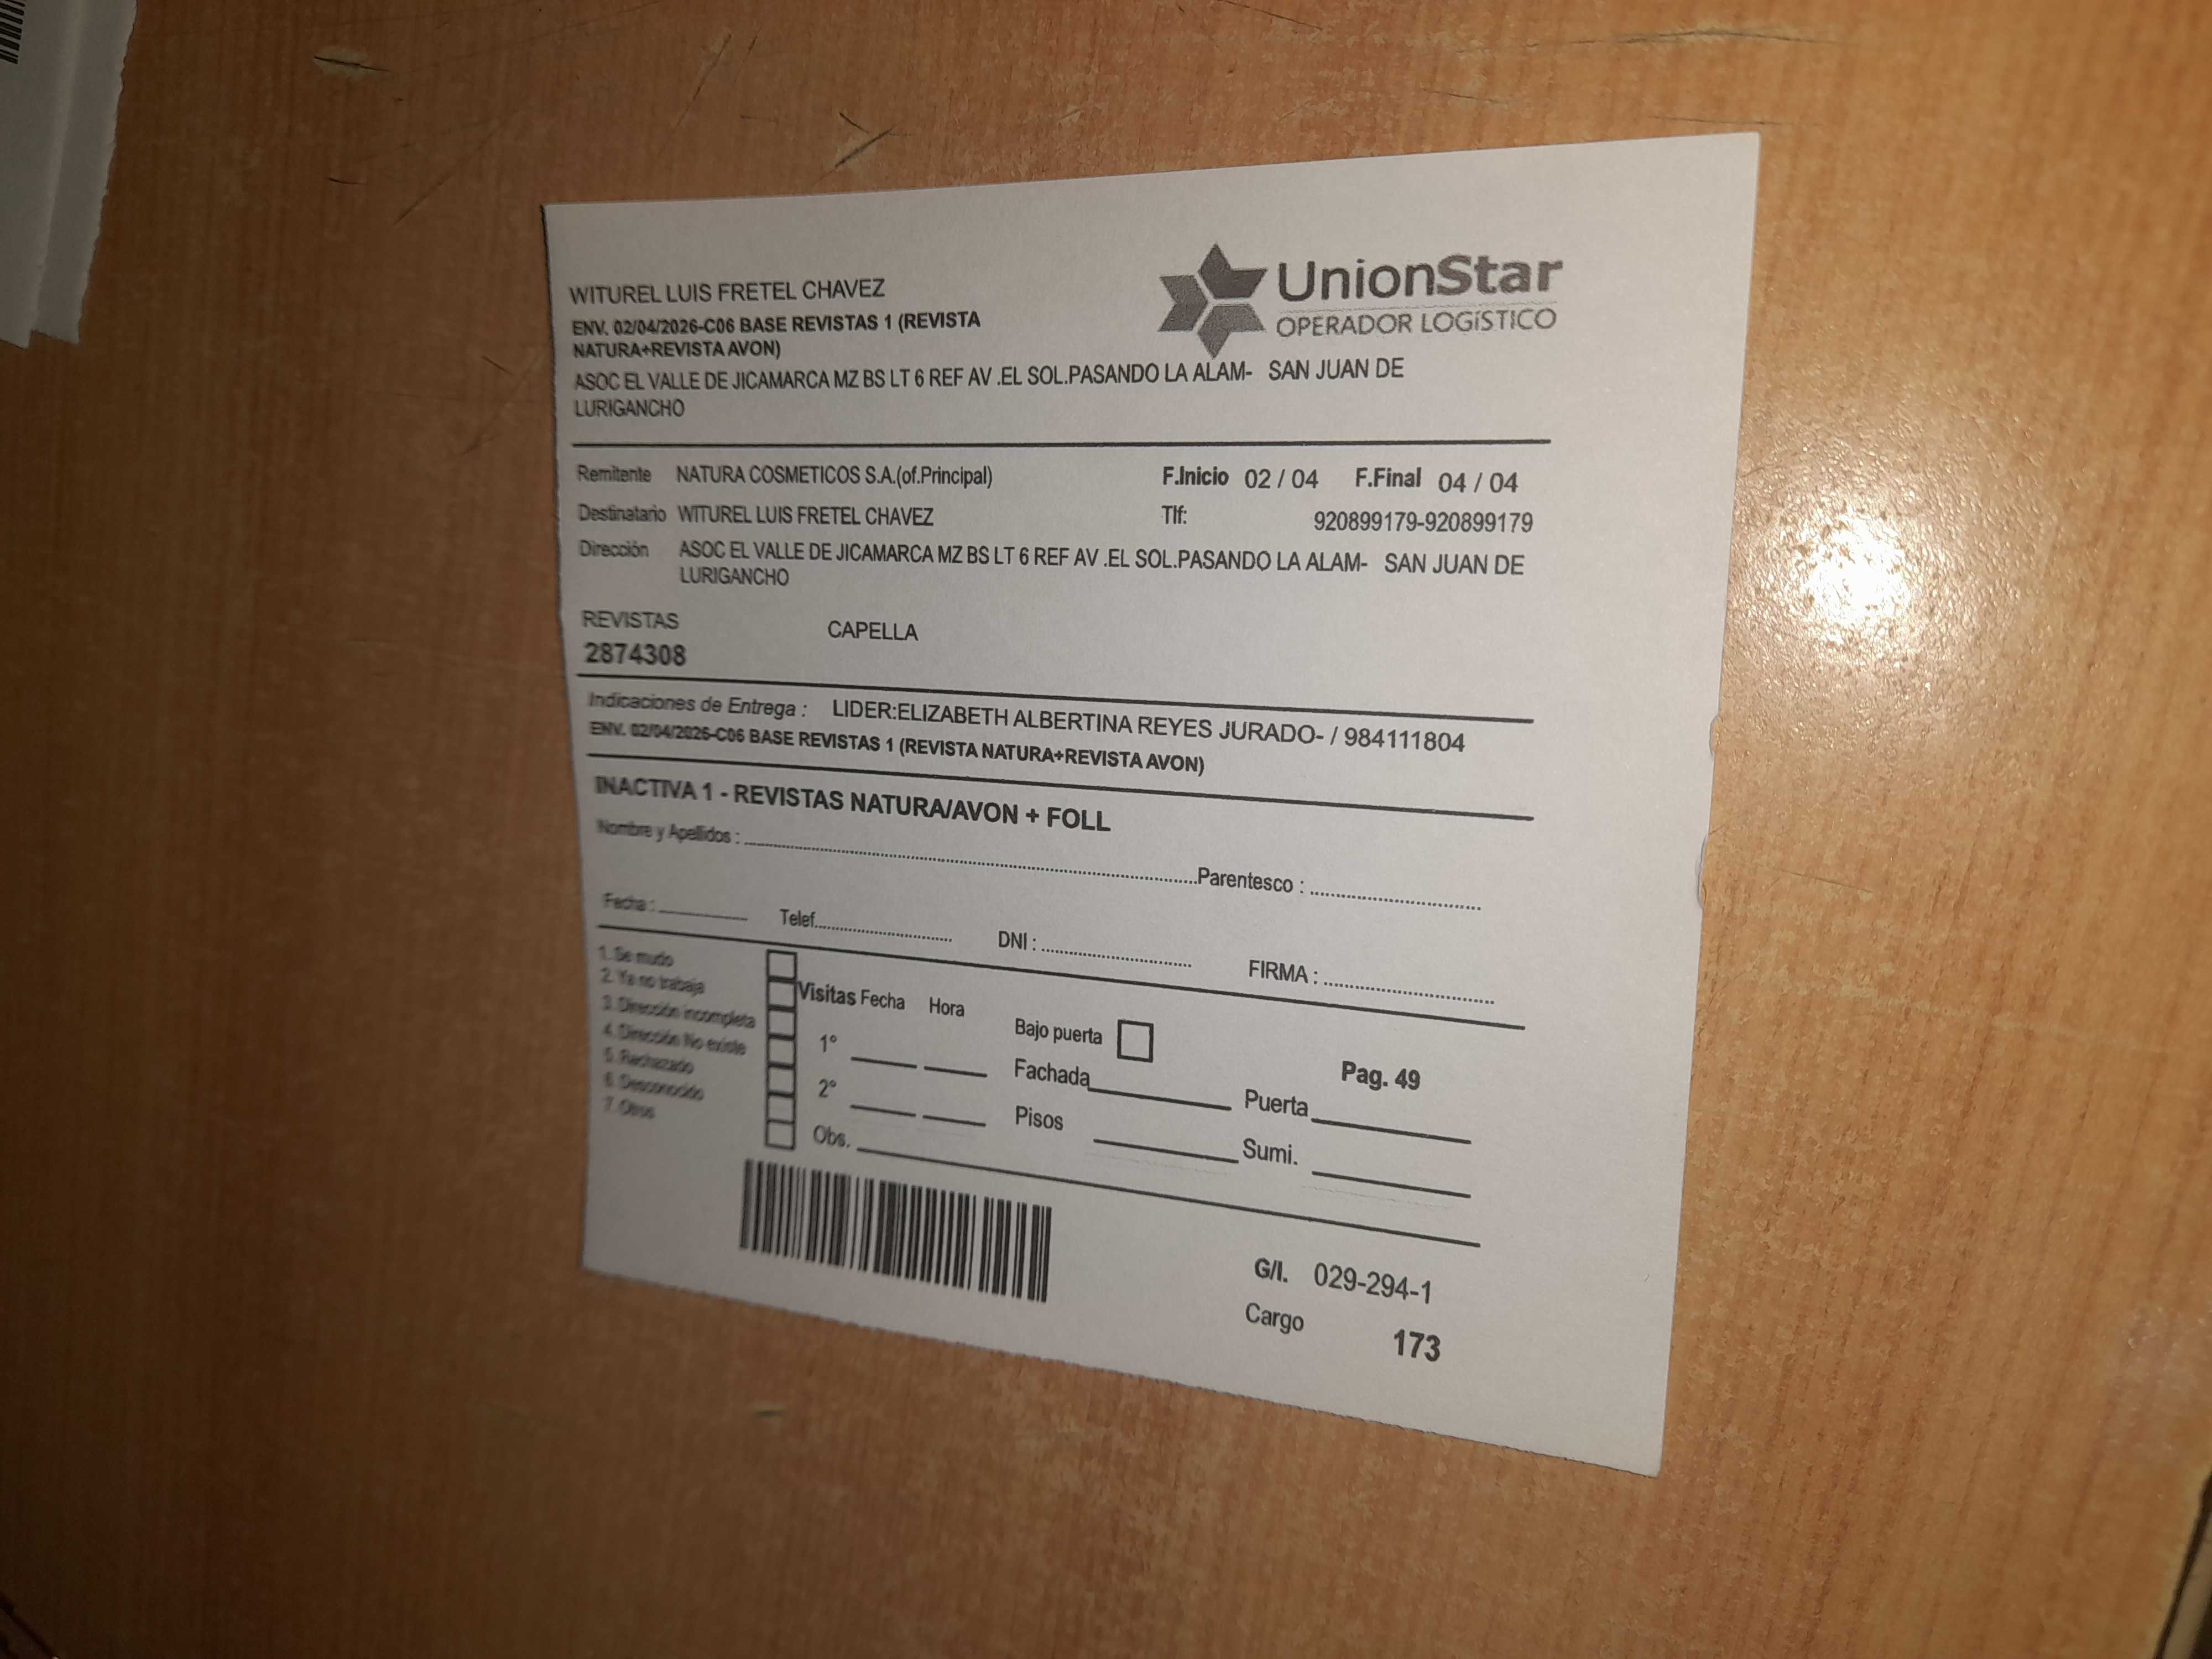 WITUREL LUIS FRETEL CHAVEZ
UnionStar
OPERADOR LOGÍSTICO
ENV. 02/04/2026-C06 BASE REVISTAS 1 (REVISTA
NATURA+REVISTA AVON)
ASOC EL VALLE DE JICAMARCA MZ BS LT 6 REF AV .EL SOL.PASANDO LA ALAM- SAN JUAN DE
LURIGANCHO
Remitente NATURA COSMETICOS S.A.(of.Principal) F.Inicio 02 / 04 F.Final 04 / 04
Destinatario WITUREL LUIS FRETEL CHAVEZ Tlf: 920899179-920899179
Dirección ASOC EL VALLE DE JICAMARCA MZ BS LT 6 REF AV .EL SOL.PASANDO LA ALAM- SAN JUAN DE
LURIGANCHO
REVISTAS CAPELLA
2874308
Indicaciones de Entrega : LIDER:ELIZABETH ALBERTINA REYES JURADO- / 984111804
ENV. 02/04/2026-C06 BASE REVISTAS 1 (REVISTA NATURA+REVISTA AVON)
INACTIVA 1 - REVISTAS NATURA/AVON + FOLL
Nombre y Apellidos : Parentesco :
Fecha : Telef. DNI : FIRMA :
1. Se mudo
2. Ya no trabaja
3. Dirección incompleta
4. Dirección No existe
5. Rechazado
6. Desconocido
7. Otros
Visitas Fecha Hora
1°
2°
Obs.
Bajo puerta
Fachada Puerta
Pisos Sumi.
Pag. 49
G/I. 029-294-1
Cargo 173